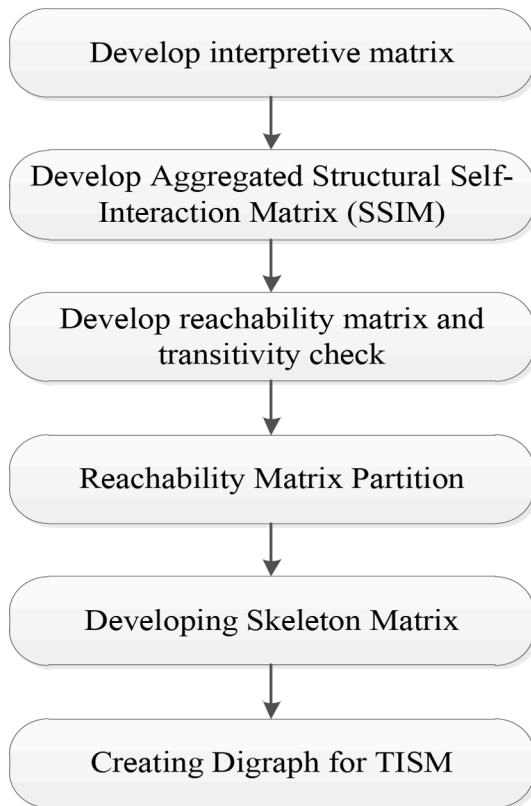 Develop interpretive matrix
Develop Aggregated Structural Self-
Interaction Matrix (SSIM)
Develop reachability matrix and
transitivity check
Reachability Matrix Partition
Developing Skeleton Matrix
Creating Digraph for TISM